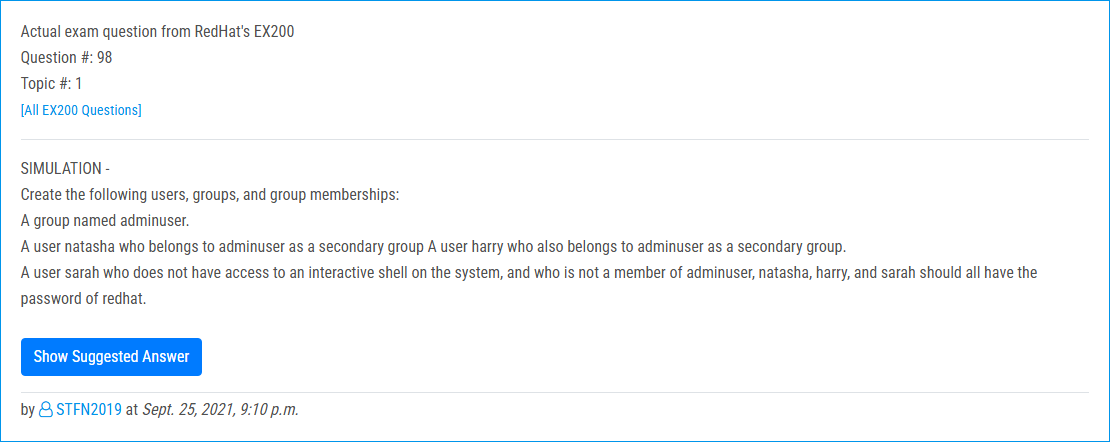 Actual exam question from RedHat's EX200
Question #: 98
Topic #: 1
[All EX200 Questions]
SIMULATION -
Create the following users, groups, and group memberships:
A group named adminuser.
A user natasha who belongs to adminuser as a secondary group A user harry who also belongs to adminuser as a secondary group.
A user sarah who does not have access to an interactive shell on the system, and who is not a member of adminuser, natasha, harry, and sarah should all have the
password of redhat.
Show Suggested Answer
by STFN2019 at Sept. 25, 2021, 9:10 p.m.